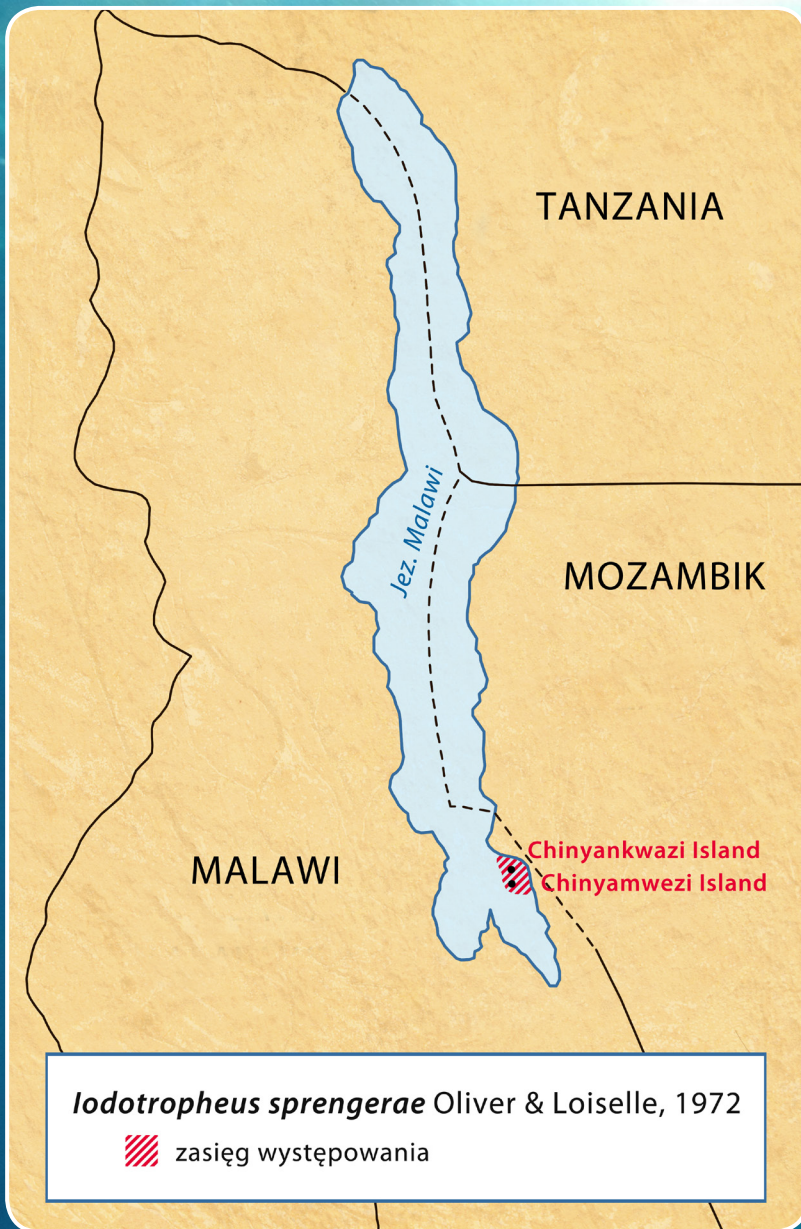 TANZANIA
Jez. Malawi
MOZAMBIK
Chinyankwazi Island
MALAWI
Chinyamwezi Island
Iodotropheus sprengerae Oliver & Loiselle, 1972
zasięg występowania